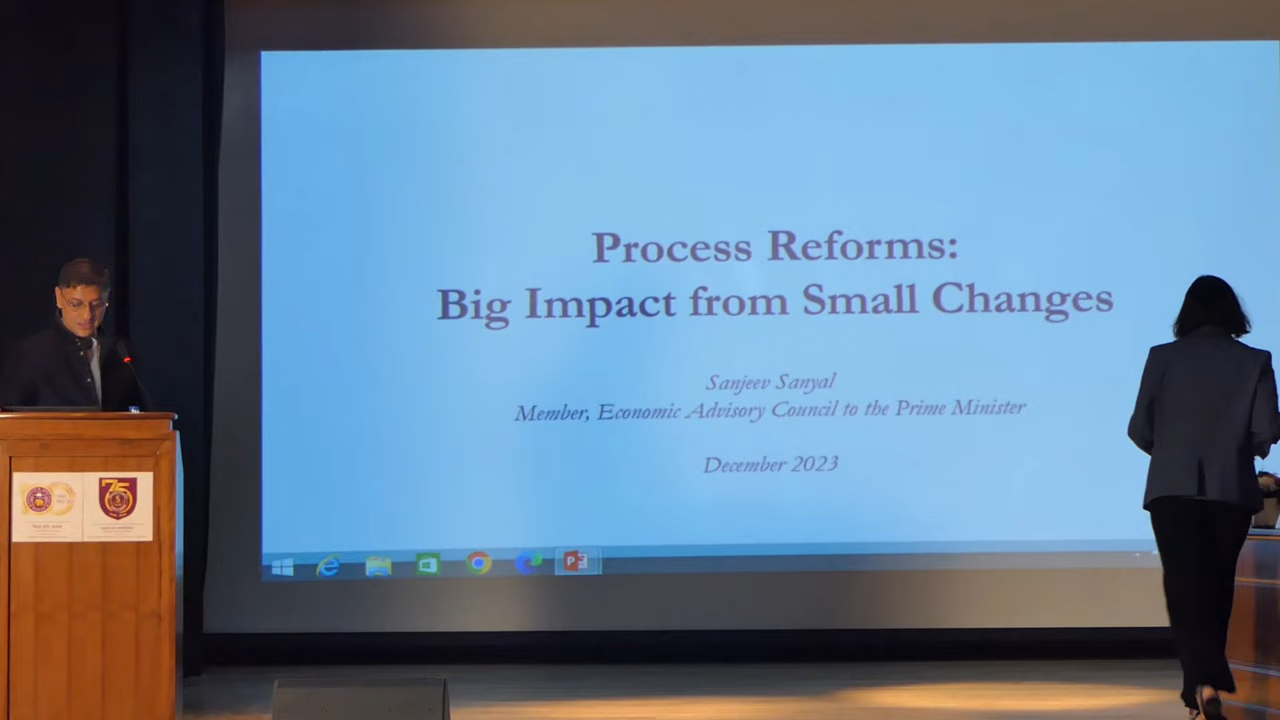 Process Reforms:
Big Impact from Small Changes
Sanjeev Sanyal
Member, Economic Advisory Council to the Prime Minister
December 2023
75